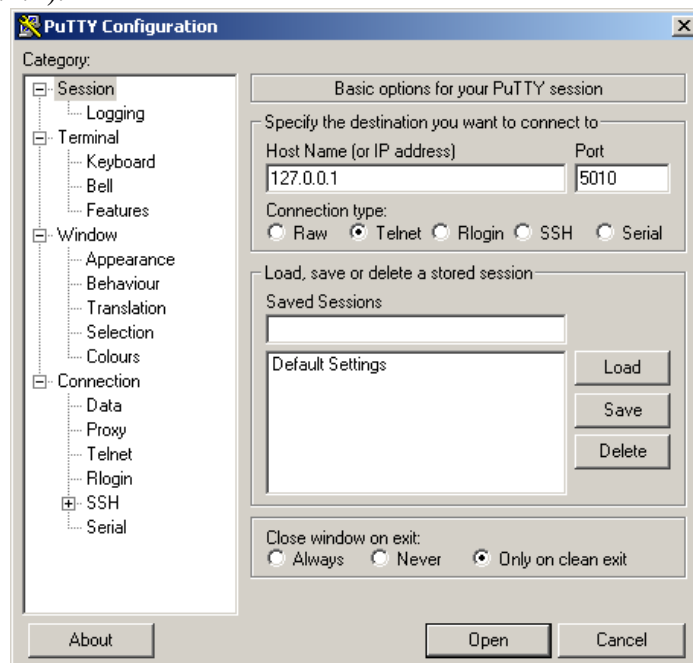 PuTTY Configuration
Category:
Session
Logging
Terminal
Keyboard
Bell
Features
Window
Appearance
Behaviour
Translation
Selection
Colours
Connection
Data
Proxy
Telnet
Rlogin
SSH
Serial
Basic options for your PuTTY session
Specify the destination you want to connect to
Host Name (or IP address) Port
127.0.0.1 5010
Connection type:
Raw Telnet Rlogin SSH Serial
Load, save or delete a stored session
Saved Sessions
Default Settings
Load
Save
Delete
Close window on exit:
Always Never Only on clean exit
About Open Cancel